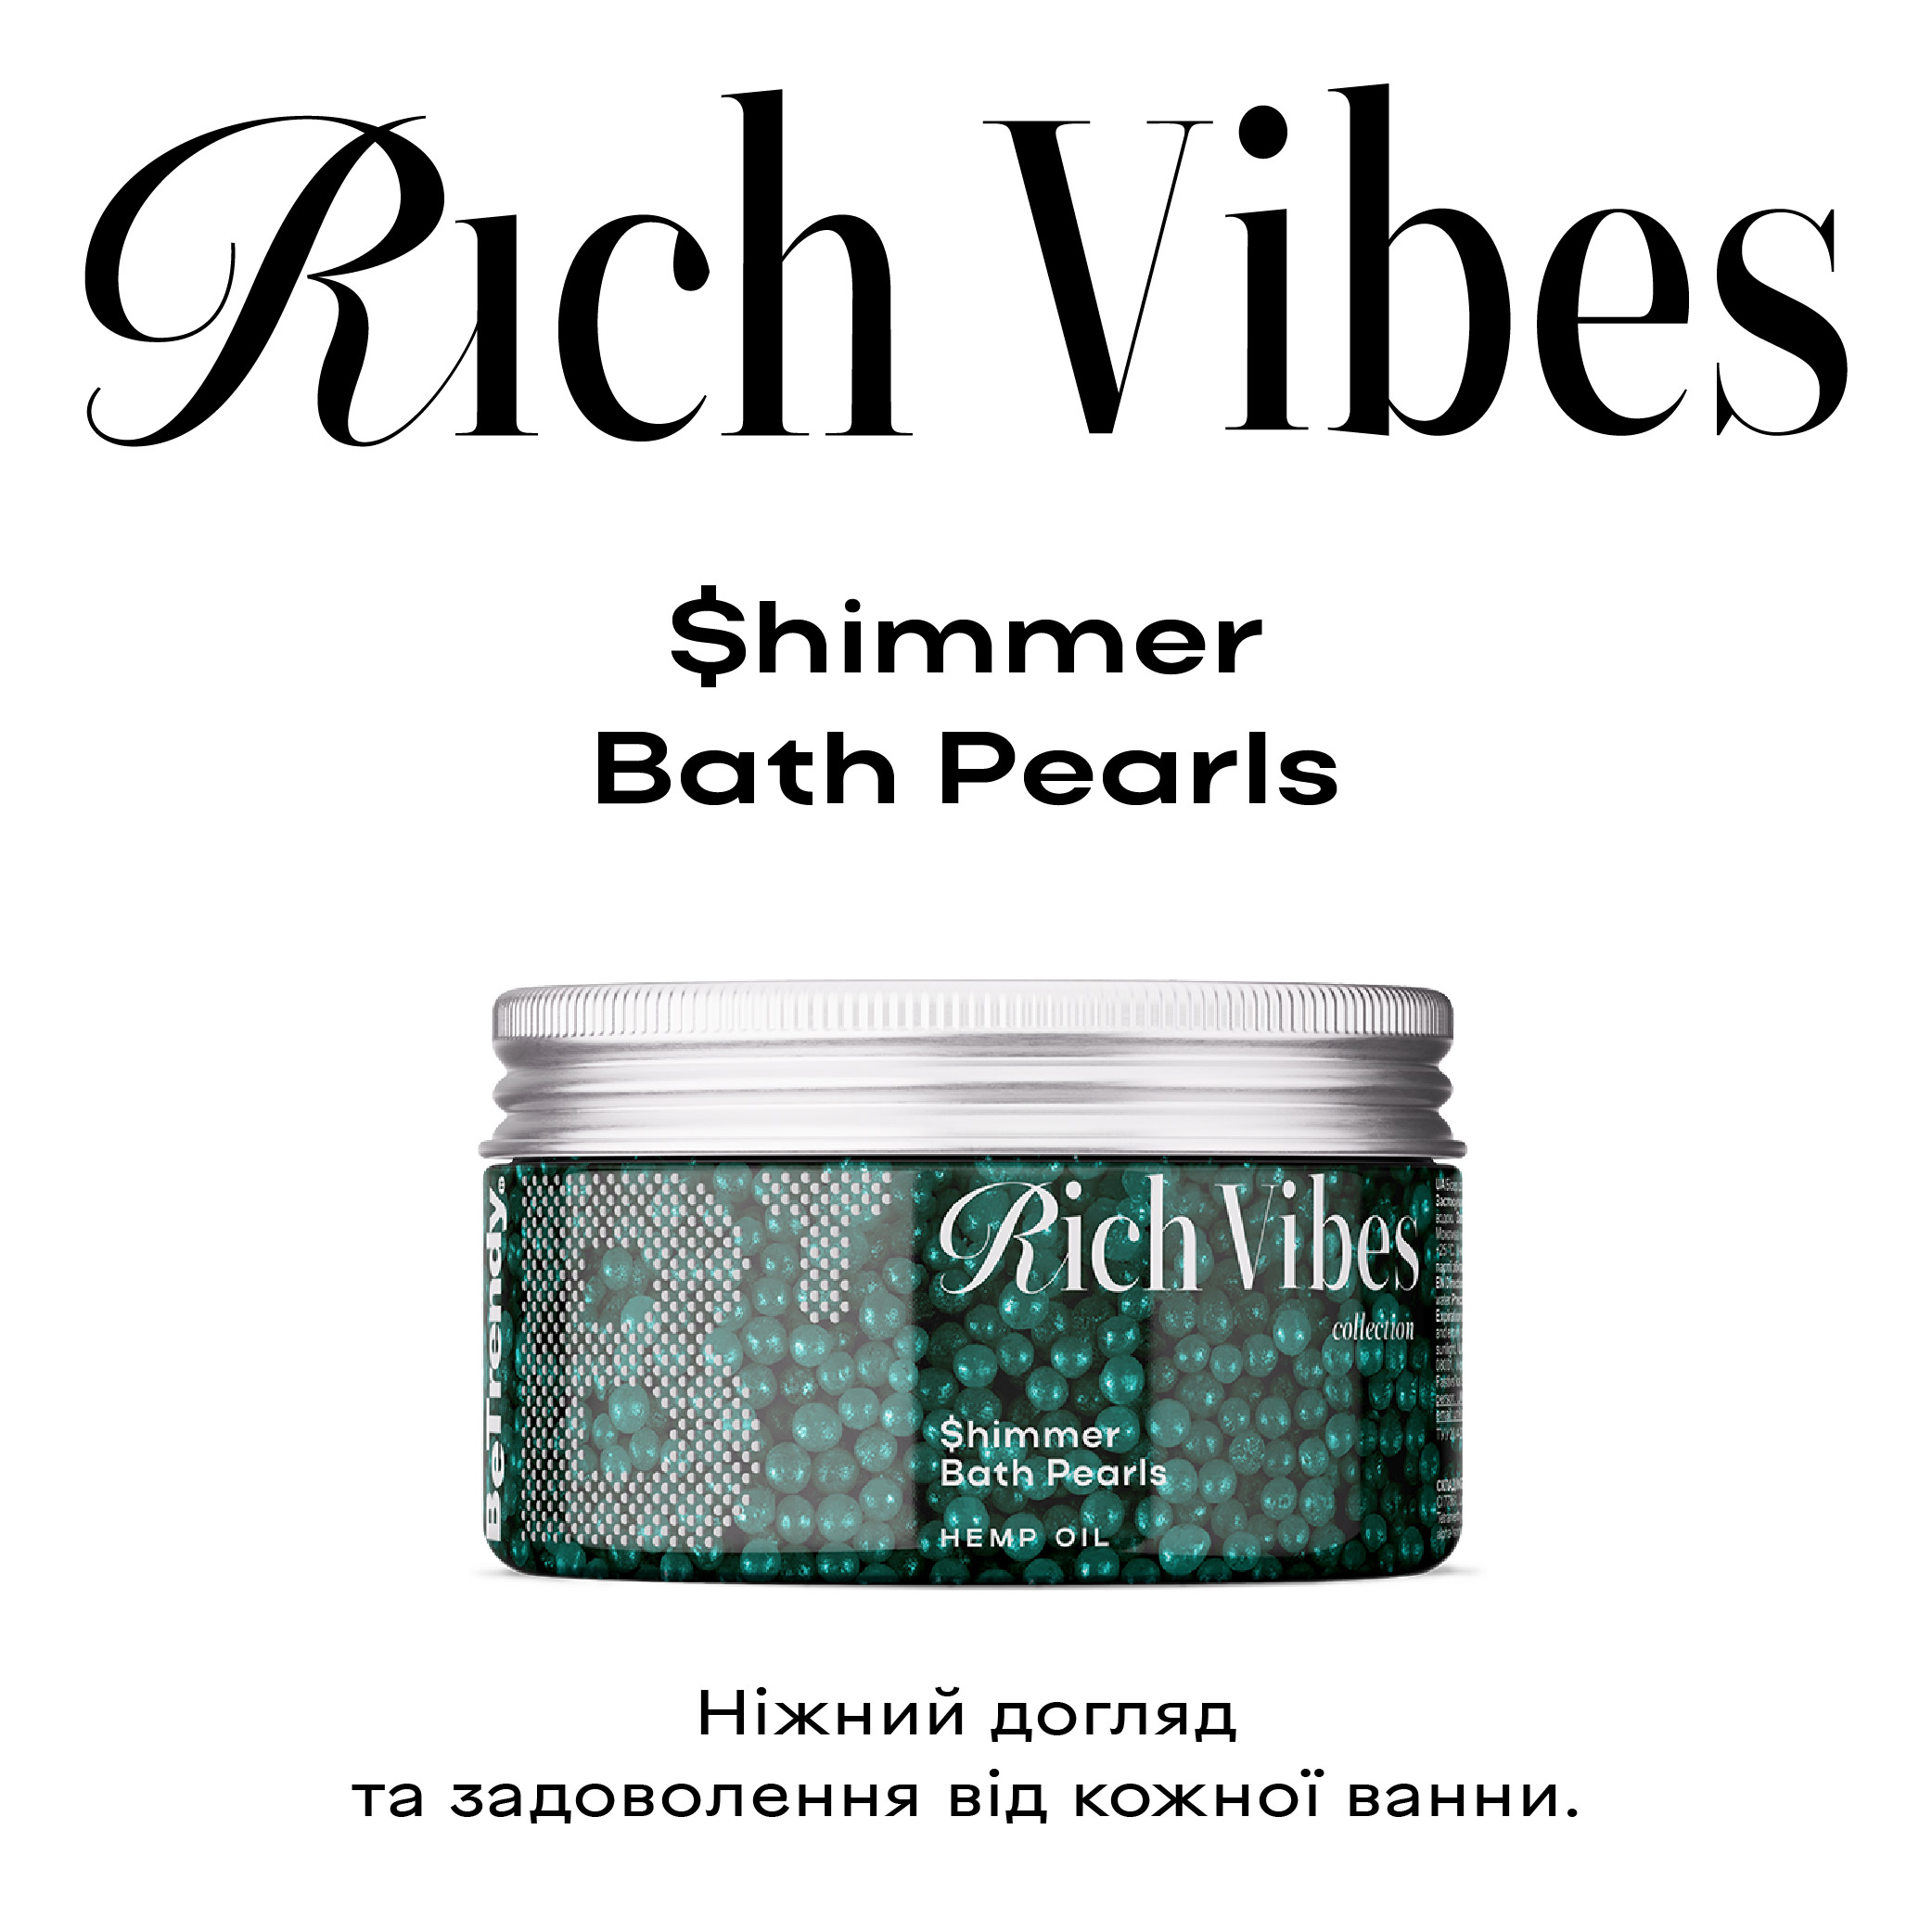 Rich Vibes
$himmer
Bath Pearls
BeTrendy
BT
Rich Vibes
collection
$himmer
Bath Pearls
HEMP OIL
Ніжний догляд
та задоволення від кожної ванни.